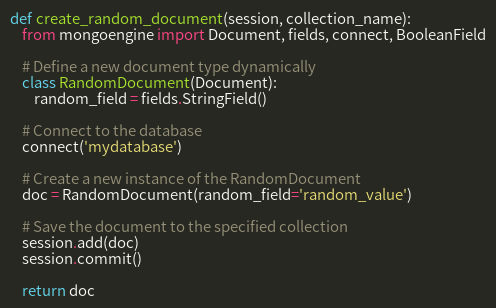 def create_random_document(session, collection_name):
from mongoengine import Document, fields, connect, BooleanField
# Define a new document type dynamically
class RandomDocument(Document):
random_field = fields.StringField()
# Connect to the database
connect('mydatabase')
# Create a new instance of the RandomDocument
doc = RandomDocument(random_field='random_value')
# Save the document to the specified collection
session.add(doc)
session.commit()
return doc